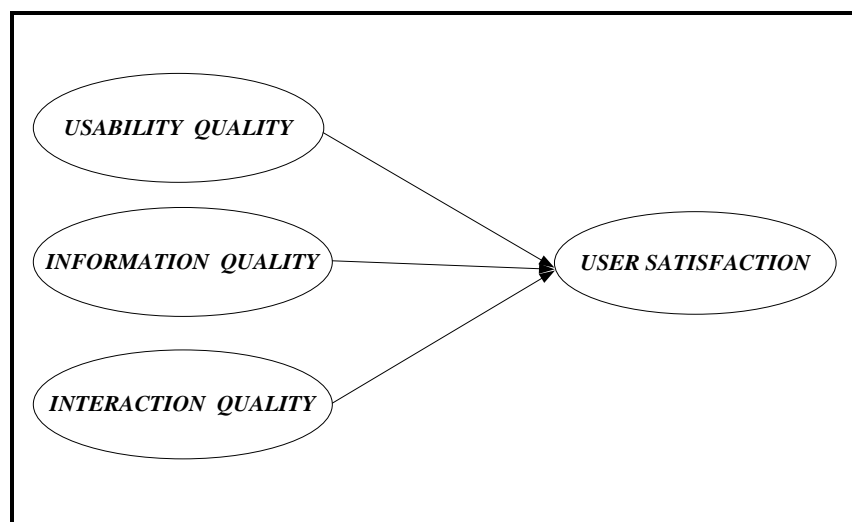 USABILITY QUALITY
INFORMATION QUALITY
USER SATISFACTION
INTERACTION QUALITY